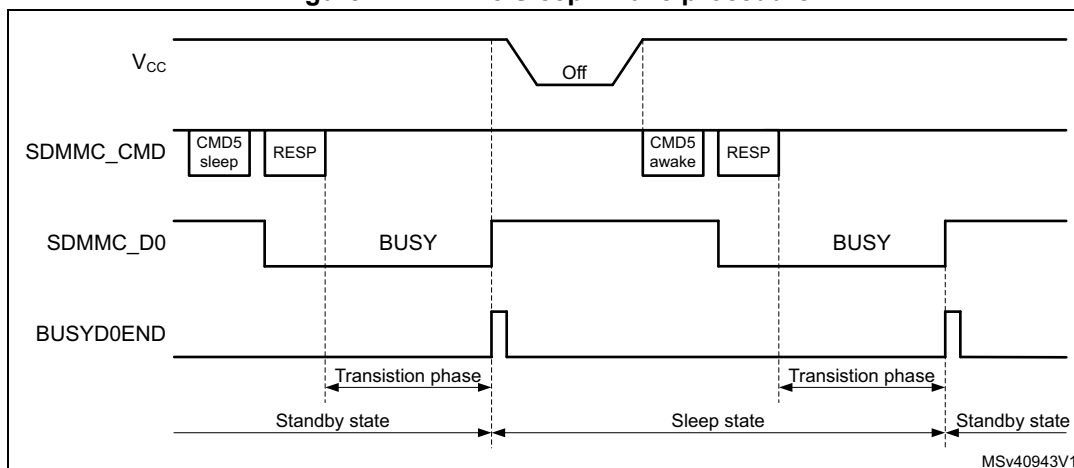 V_CC
Off
SDMMC_CMD
CMD5 sleep
RESP
CMD5 awake
RESP
SDMMC_D0
BUSY
BUSY
BUSYD0END
Transistion phase
Transistion phase
Standby state
Sleep state
Standby state
MSv40943V1